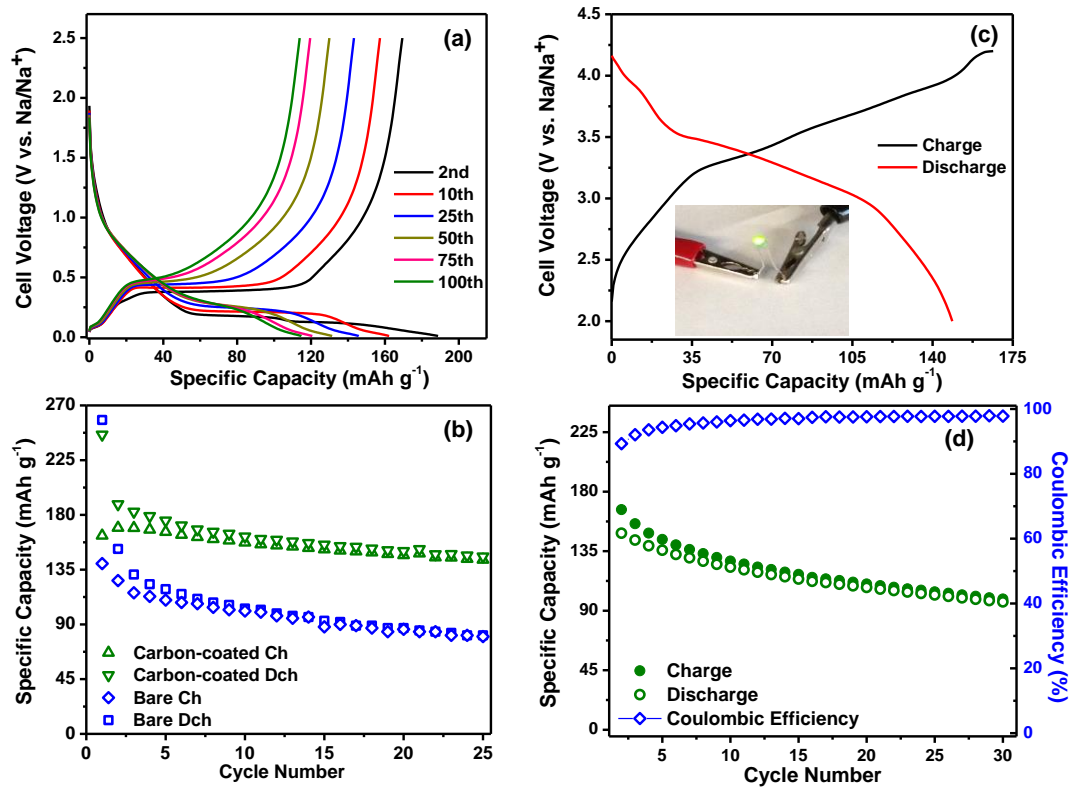 (a)
2.5
2.0
1.5
1.0
0.5
0.0
Cell Voltage (V vs. Na/Na⁺)
2nd
10th
25th
50th
75th
100th
0 40 80 120 160 200
Specific Capacity (mAh g⁻¹)
(c)
4.5
4.0
3.5
3.0
2.5
2.0
Cell Voltage (V vs. Na/Na⁺)
Charge
Discharge
0 35 70 105 140 175
Specific Capacity (mAh g⁻¹)
(b)
270
225
180
135
90
45
0
Specific Capacity (mAh g⁻¹)
Carbon-coated Ch
Carbon-coated Dch
Bare Ch
Bare Dch
0 5 10 15 20 25
Cycle Number
(d)
225
180
135
90
45
0
Specific Capacity (mAh g⁻¹)
Charge
Discharge
Coulombic Efficiency
5 10 15 20 25 30
Cycle Number
100
80
60
40
20
0
Coulombic Efficiency (%)